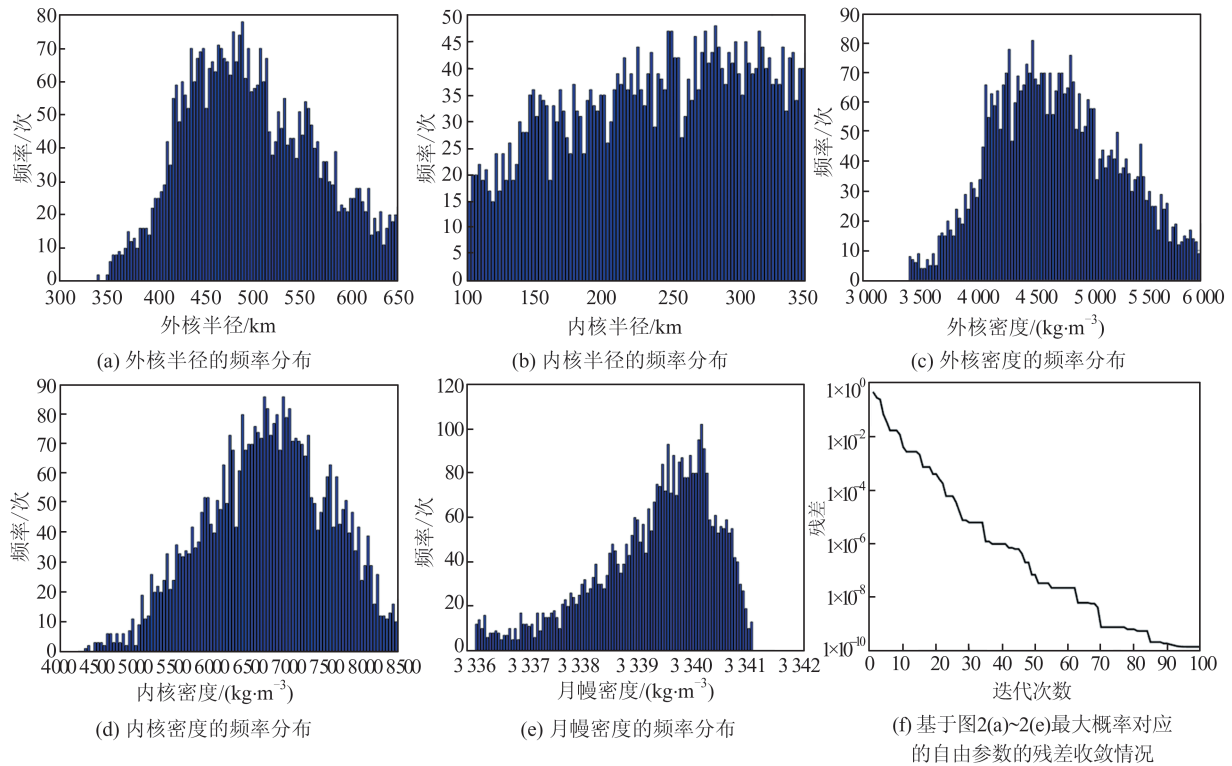 80
70
60
50
40
30
20
10
0
频率/次
300 350 400 450 500 550 600 650
外核半径/km
(a) 外核半径的频率分布
50
45
40
35
30
25
20
15
10
5
0
频率/次
100 150 200 250 300 350
内核半径/km
(b) 内核半径的频率分布
90
80
70
60
50
40
30
20
10
0
频率/次
3 000 3 500 4 000 4 500 5 000 5 500 6 000
外核密度/(kg·m⁻³)
(c) 外核密度的频率分布
90
80
70
60
50
40
30
20
10
0
频率/次
4000 4500 5000 5500 6000 6500 7000 7500 8000 8500
内核密度/(kg·m⁻³)
(d) 内核密度的频率分布
120
100
80
60
40
20
0
频率/次
3 336 3 337 3 338 3 339 3 340 3 341 3 342
月幔密度/(kg·m⁻³)
(e) 月幔密度的频率分布
1×10⁰
1×10⁻²
1×10⁻⁴
1×10⁻⁶
1×10⁻⁸
1×10⁻¹⁰
残差
0 10 20 30 40 50 60 70 80 90 100
迭代次数
(f) 基于图2(a)~2(e)最大概率对应
的自由参数的残差收敛情况